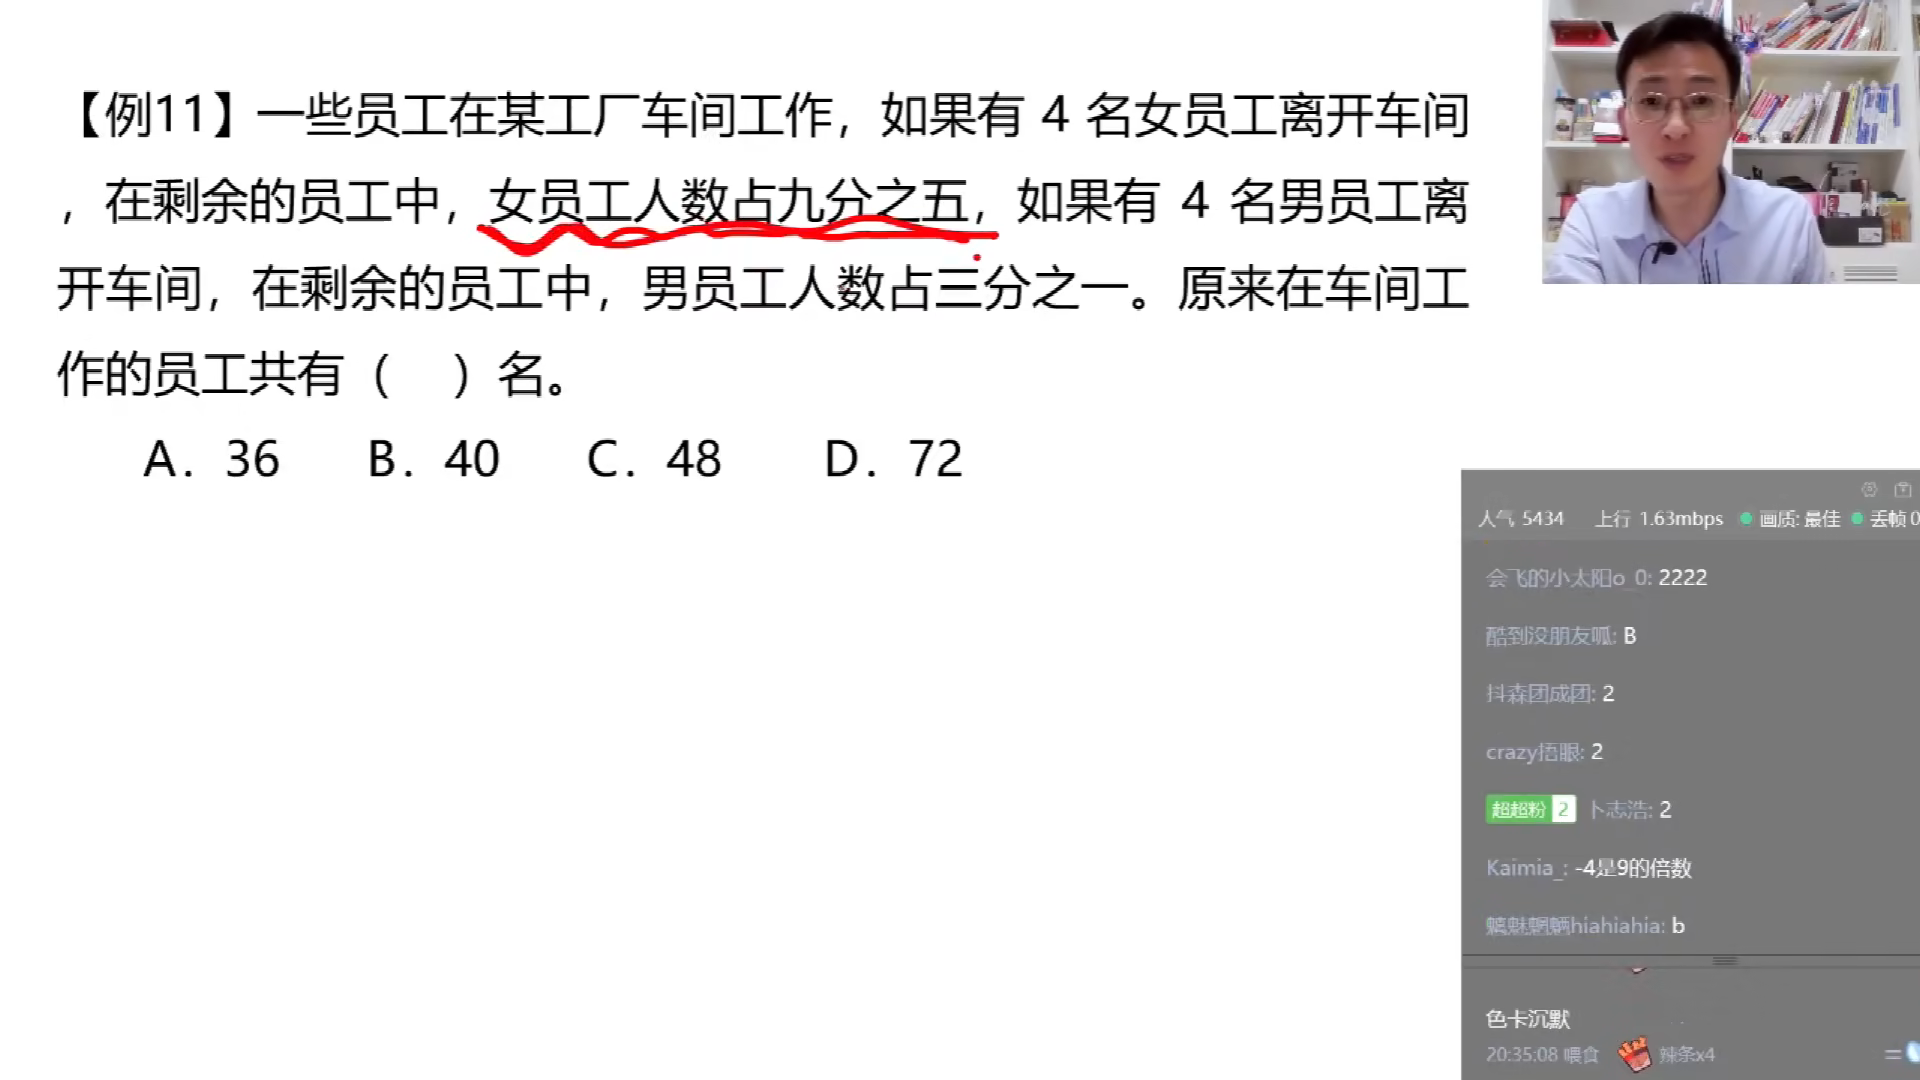 【例11】一些员工在某工厂车间工作，如果有 4 名女员工离开车间
，在剩余的员工中，女员工人数占九分之五，如果有 4 名男员工离
开车间，在剩余的员工中，男员工人数占三分之一。原来在车间工
作的员工共有（ ）名。
A．36 B．40 C．48 D．72
人气 5434 上行 1.63mbps 画质: 最佳 丢帧 0
会飞的小太阳o_0: 2222
酷到没朋友呱: B
抖森团成团: 2
crazy捂眼: 2
超超粉 2 卜志浩: 2
Kaimia_: -4是9的倍数
魑魅魍魉hiahiahia: b
色卡沉默
20:35:08 喂食 辣条x4